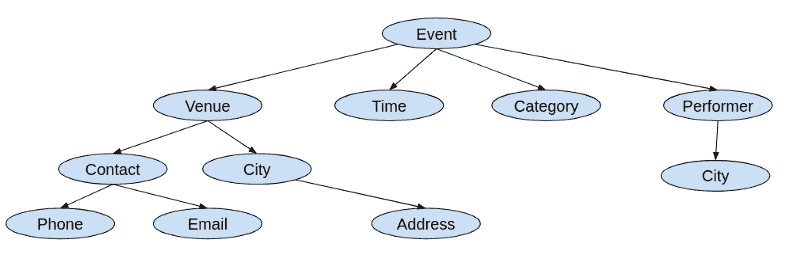 Event
Venue
Time
Category
Performer
Contact
City
City
Phone
Email
Address